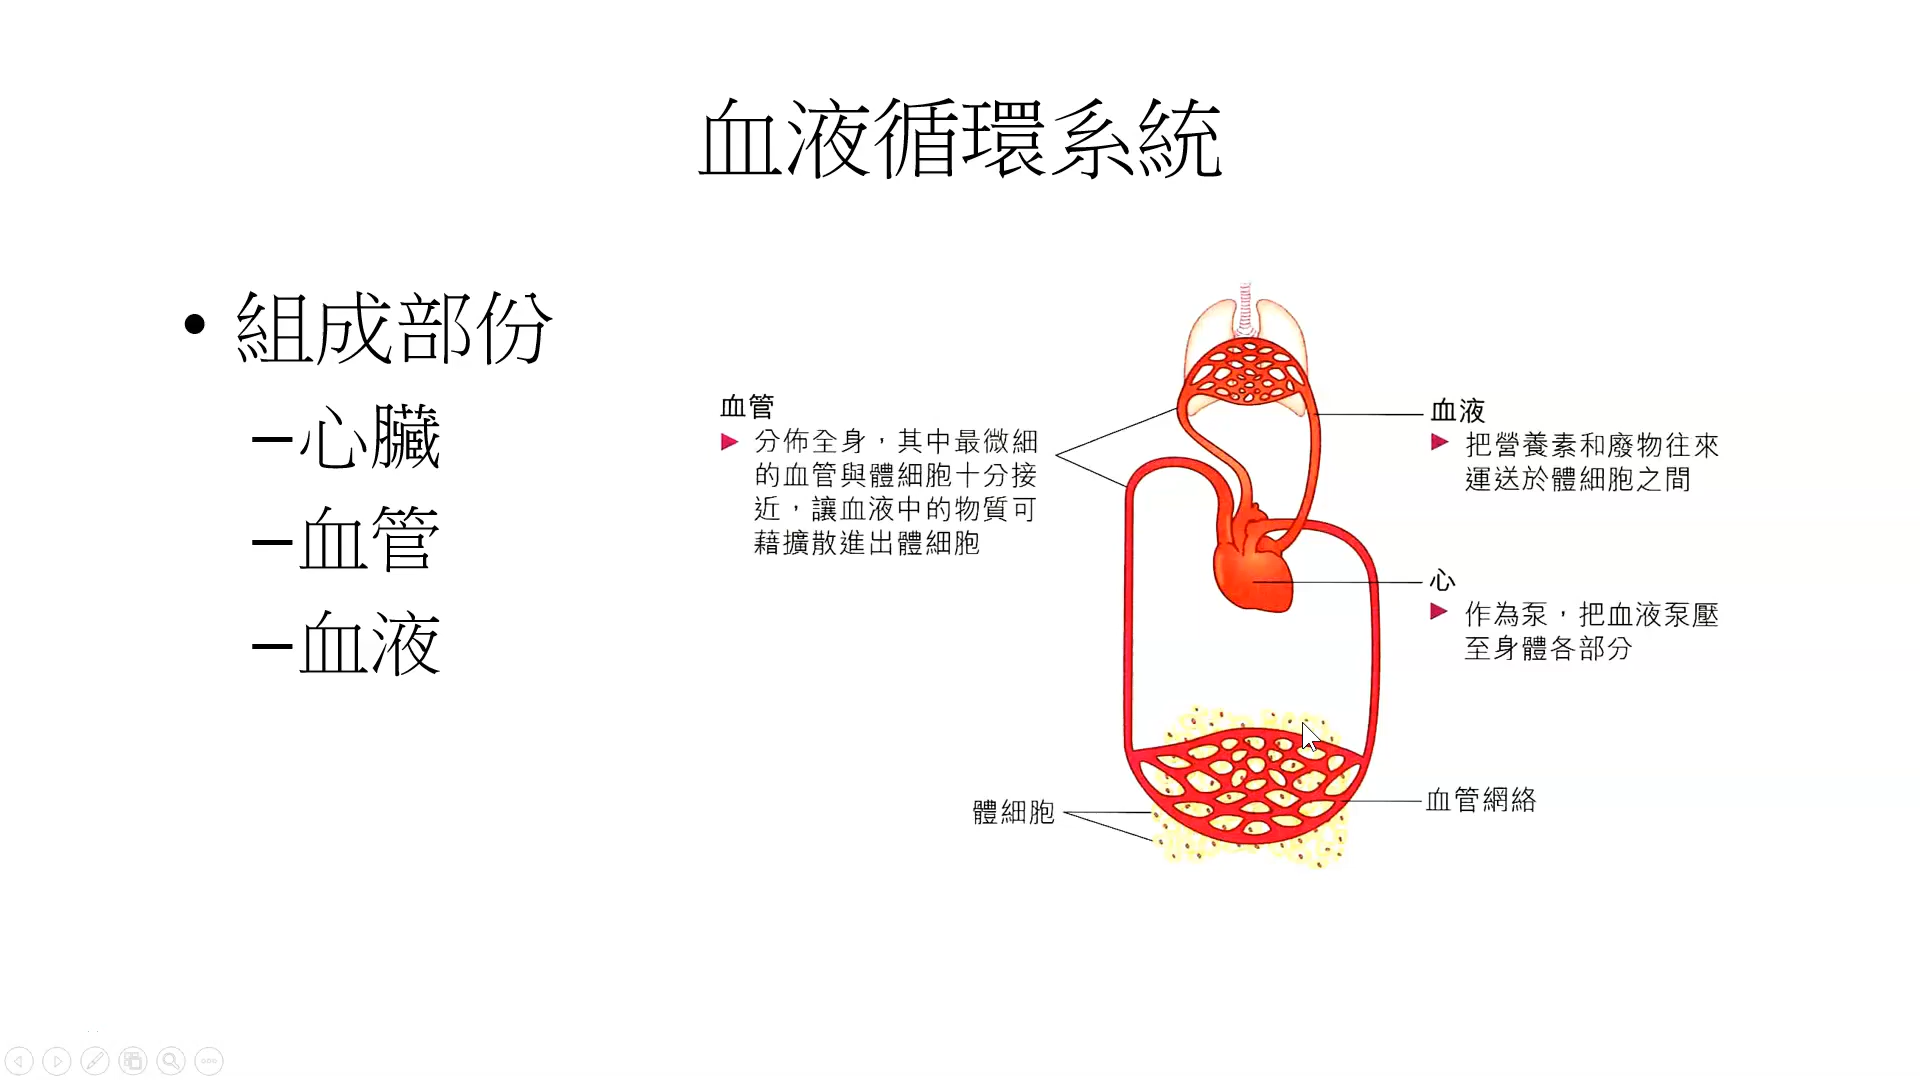 血液循環系統
• 組成部份
–心臟
–血管
–血液
血管
分佈全身，其中最微細
的血管與體細胞十分接
近，讓血液中的物質可
藉擴散進出體細胞
血液
把營養素和廢物往來
運送於體細胞之間
心
作為泵，把血液泵壓
至身體各部分
體細胞
血管網絡